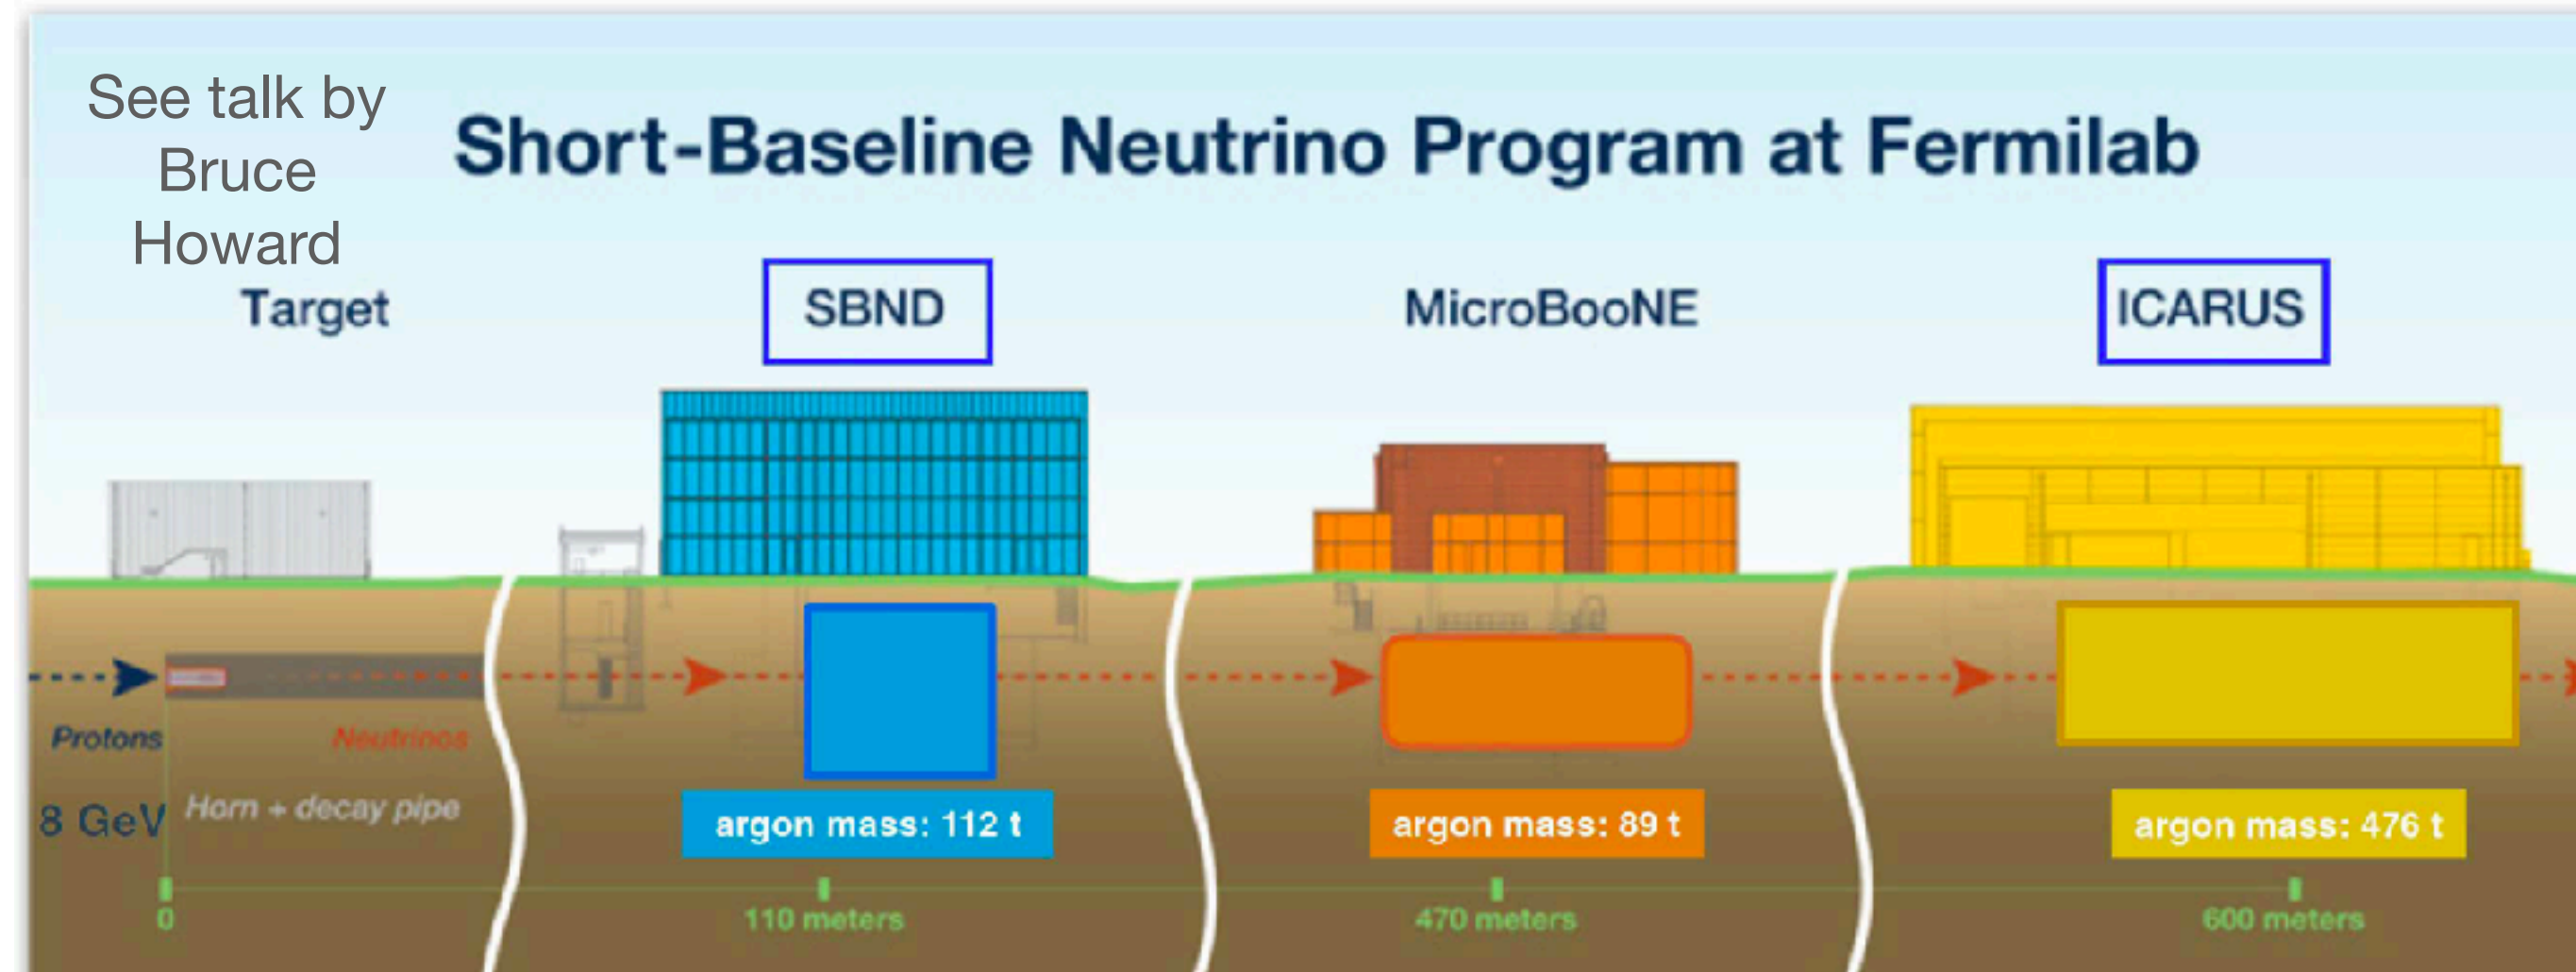 See talk by
Bruce
Howard
Short-Baseline Neutrino Program at Fermilab
Target
SBND
MicroBooNE
ICARUS
Protons
Neutrinos
8 GeV
Horn + decay pipe
argon mass: 112 t
argon mass: 89 t
argon mass: 476 t
0
110 meters
470 meters
600 meters